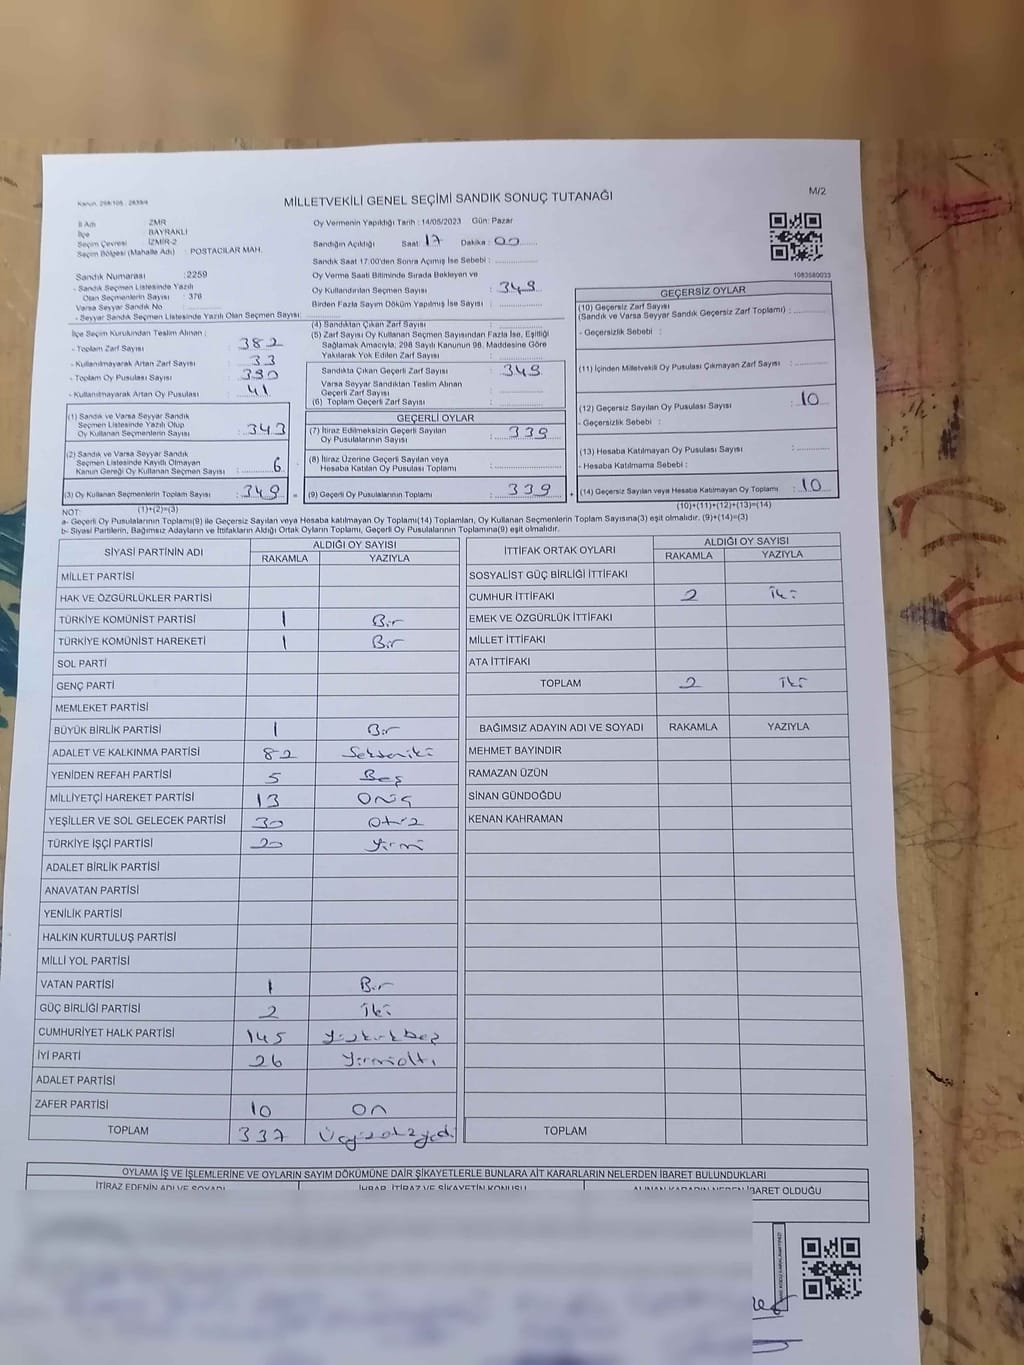 Kanun, 298/105 , 2839/4
MİLLETVEKİLİ GENEL SEÇİMİ SANDIK SONUÇ TUTANAĞI
M/2
İl Adı ZMR
İlçe BAYRAKLI
Seçim Çevresi İZMİR-2
Seçim Bölgesi (Mahalle Adı) : POSTACILAR MAH.
Sandık Numarası :2259
- Sandık Seçmen Listesinde Yazılı
Olan Seçmenlerin Sayısı : 376
Varsa Seyyar Sandık No
- Seyyar Sandık Seçmen Listesinde Yazılı Olan Seçmen Sayısı:
Oy Vermenin Yapıldığı Tarih : 14/05/2023 Gün: Pazar
Sandığın Açıldığı Saat: 17 Dakika : 00
Sandık Saat 17.00'den Sonra Açımış İse Sebebi :
Oy Verme Saati Bitiminde Sırada Bekleyen ve
Oy Kullandırılan Seçmen Sayısı : 349
Birden Fazla Sayım Döküm Yapılmış İse Sayısı :
1083580033
İlçe Seçim Kurulundan Teslim Alınan :
- Toplam Zarf Sayısı : 382
- Kullanılmayarak Artan Zarf Sayısı : 33
- Toplam Oy Pusulası Sayısı : 390
- Kullanılmayarak Artan Oy Pusulası : 41
(1) Sandık ve Varsa Seyyar Sandık
Seçmen Listesinde Yazılı Olup
Oy Kullanan Seçmenlerin Sayısı : 343
(2) Sandık ve Varsa Seyyar Sandık
Seçmen Listesinde Kayıtlı Olmayan
Kanun Gereği Oy Kullanan Seçmen Sayısı : 6
(3) Oy Kullanan Seçmenlerin Toplam Sayısı : 349 =
(1)+(2)=(3)
(4) Sandıktan Çıkan Zarf Sayısı :
(5) Zarf Sayısı Oy Kullanan Seçmen Sayısından Fazla İse, Eşitliği
Sağlamak Amacıyla, 298 Sayılı Kanunun 98. Maddesine Göre
Yakılarak Yok Edilen Zarf Sayısı :
Sandıkta Çıkan Geçerli Zarf Sayısı : 349
Varsa Seyyar Sandıktan Teslim Alınan
Geçerli Zarf Sayısı :
(6) Toplam Geçerli Zarf Sayısı :
GEÇERLİ OYLAR
(7) İtiraz Edilmeksizin Geçerli Sayılan
Oy Pusulalarının Sayısı : 339
(8) İtiraz Üzerine Geçerli Sayılan veya
Hesaba Katılan Oy Pusulası Toplamı :
(9) Geçerli Oy Pusulalarının Toplamı : 339 +
GEÇERSİZ OYLAR
(10) Geçersiz Zarf Sayısı
(Sandık ve Varsa Seyyar Sandık Geçersiz Zarf Toplamı) :
- Geçersizlik Sebebi :
(11) İçinden Milletvekili Oy Pusulası Çıkmayan Zarf Sayısı :
(12) Geçersiz Sayılan Oy Pusulası Sayısı : 10
- Geçersizlik Sebebi :
(13) Hesaba Katılmayan Oy Pusulası Sayısı :
- Hesaba Katılmama Sebebi :
(14) Geçersiz Sayılan veya Hesaba Katılmayan Oy Toplamı : 10
(10)+(11)+(12)+(13)=(14)
NOT:
a- Geçerli Oy Pusulalarının Toplamı(9) ile Geçersiz Sayılan veya Hesaba katılmayan Oy Toplamı(14) Toplamları, Oy Kullanan Seçmenlerin Toplam Sayısına(3) eşit olmalıdır. (9)+(14)=(3)
b- Siyasi Partilerin, Bağımsız Adayların ve İttifakların Aldığı Ortak Oyların Toplamı, Geçerli Oy Pusulalarının Toplamına(9) eşit olmalıdır.
SİYASİ PARTİNİN ADI ALDIĞI OY SAYISI
RAKAMLA YAZIYLA
MİLLET PARTİSİ
HAK VE ÖZGÜRLÜKLER PARTİSİ
TÜRKİYE KOMÜNİST PARTİSİ 1 Bir
TÜRKİYE KOMÜNİST HAREKETİ 1 Bir
SOL PARTİ
GENÇ PARTİ
MEMLEKET PARTİSİ
BÜYÜK BİRLİK PARTİSİ 1 Bir
ADALET VE KALKINMA PARTİSİ 82 Sekseniki
YENİDEN REFAH PARTİSİ 5 Beş
MİLLİYETÇİ HAREKET PARTİSİ 13 Onüç
YEŞİLLER VE SOL GELECEK PARTİSİ 30 Otuz
TÜRKİYE İŞÇİ PARTİSİ 20 Yirmi
ADALET BİRLİK PARTİSİ
ANAVATAN PARTİSİ
YENİLİK PARTİSİ
HALKIN KURTULUŞ PARTİSİ
MİLLİ YOL PARTİSİ
VATAN PARTİSİ 1 Bir
GÜÇ BİRLİĞİ PARTİSİ 2 İki
CUMHURİYET HALK PARTİSİ 145 Yüzkırkbeş
İYİ PARTİ 26 Yirmialtı
ADALET PARTİSİ
ZAFER PARTİSİ 10 On
TOPLAM 337 Üçyüzotuzyedi
İTTİFAK ORTAK OYLARI ALDIĞI OY SAYISI
RAKAMLA YAZIYLA
SOSYALİST GÜÇ BİRLİĞİ İTTİFAKI
CUMHUR İTTİFAKI 2 İki
EMEK VE ÖZGÜRLÜK İTTİFAKI
MİLLET İTTİFAKI
ATA İTTİFAKI
TOPLAM 2 İki
BAĞIMSIZ ADAYIN ADI VE SOYADI RAKAMLA YAZIYLA
MEHMET BAYINDIR
RAMAZAN ÜZÜN
SİNAN GÜNDOĞDU
KENAN KAHRAMAN
TOPLAM
OYLAMA İŞ VE İŞLEMLERİNE VE OYLARIN SAYIM DÖKÜMÜNE DAİR ŞİKAYETLERLE BUNLARA AİT KARARLARIN NELERDEN İBARET BULUNDUKLARI
İTİRAZ EDENİN ADI VE SOYADI İHBAR, İTİRAZ VE ŞİKAYETİN KONUSU ALINAN KARARIN NEDEN İBARET OLDUĞU